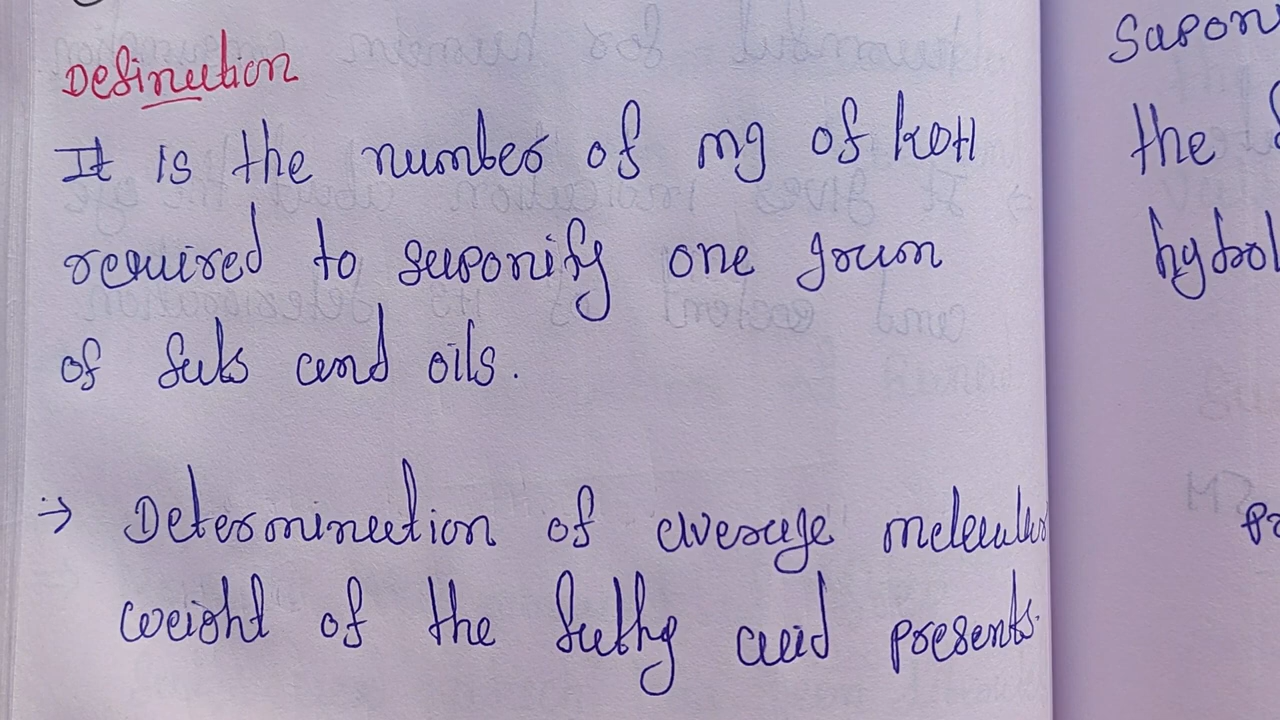 Definition
It is the number of mg of KOH
required to saponify one gram
of fats and oils.
→ Determination of average molecular
weight of the fatty acid presents.
Sapon
the
hydrol